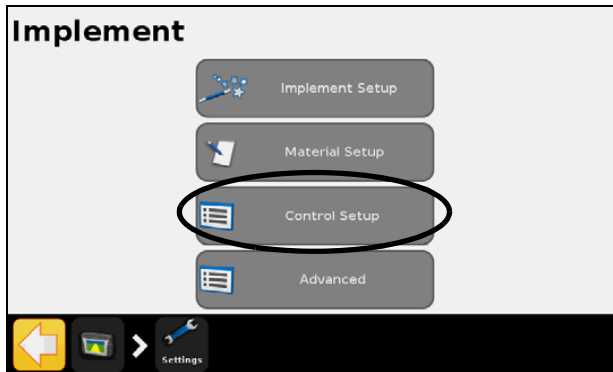 Implement
Implement Setup
Material Setup
Control Setup
Advanced
Settings